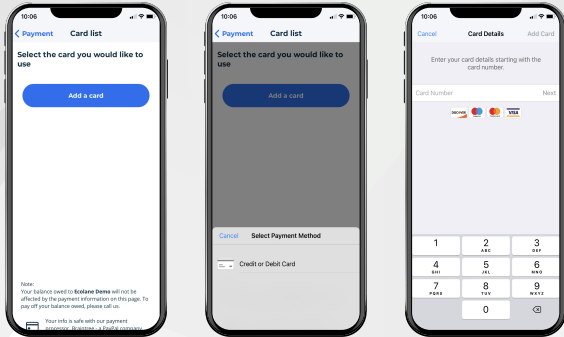 10:06
Payment
Card list
Select the card you would like to
use
Add a card
Note:
Your balance owed to Ecolane Demo will not be
affected by the payment information on this page. To
pay off your balance owed, please call us.
Your info is safe with our payment
processor, Braintree - a PayPal company
10:06
Payment
Card list
Select the card you would like to
use
Add a card
Cancel
Select Payment Method
Credit or Debit Card
10:06
Cancel
Card Details
Add Card
Enter your card details starting with the
card number.
Card Number
Next
DISCOVER
VISA
1
2
ABC
3
DEF
4
GHI
5
JKL
6
MNO
7
PQRS
8
TUV
9
WXYZ
0